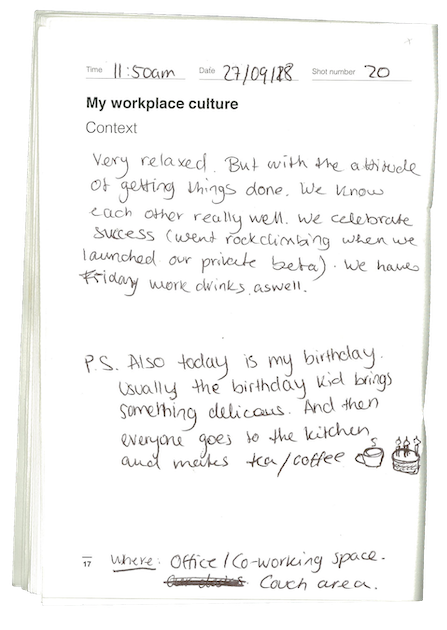 Time 11:50am Date 27/09/18 Shot number 20
My workplace culture
Context
Very relaxed. But with the attitude
of getting things done. We know
each other really well. We celebrate
success (went rockclimbing when we
launched our private beta). We have
Friday work drinks aswell.
P.S. Also today is my birthday.
Usually the birthday kid brings
something delicous. And then
everyone goes to the kitchen
and makes tea/coffee
17 Where: Office/Co-working space.
Couch area.